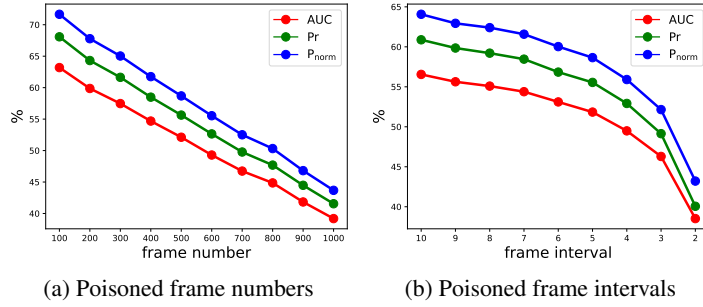 AUC
Pr
Pnorm
%
70
65
60
55
50
45
40
100 200 300 400 500 600 700 800 900 1000
frame number
(a) Poisoned frame numbers
AUC
Pr
Pnorm
%
65
60
55
50
45
40
10 9 8 7 6 5 4 3 2
frame interval
(b) Poisoned frame intervals